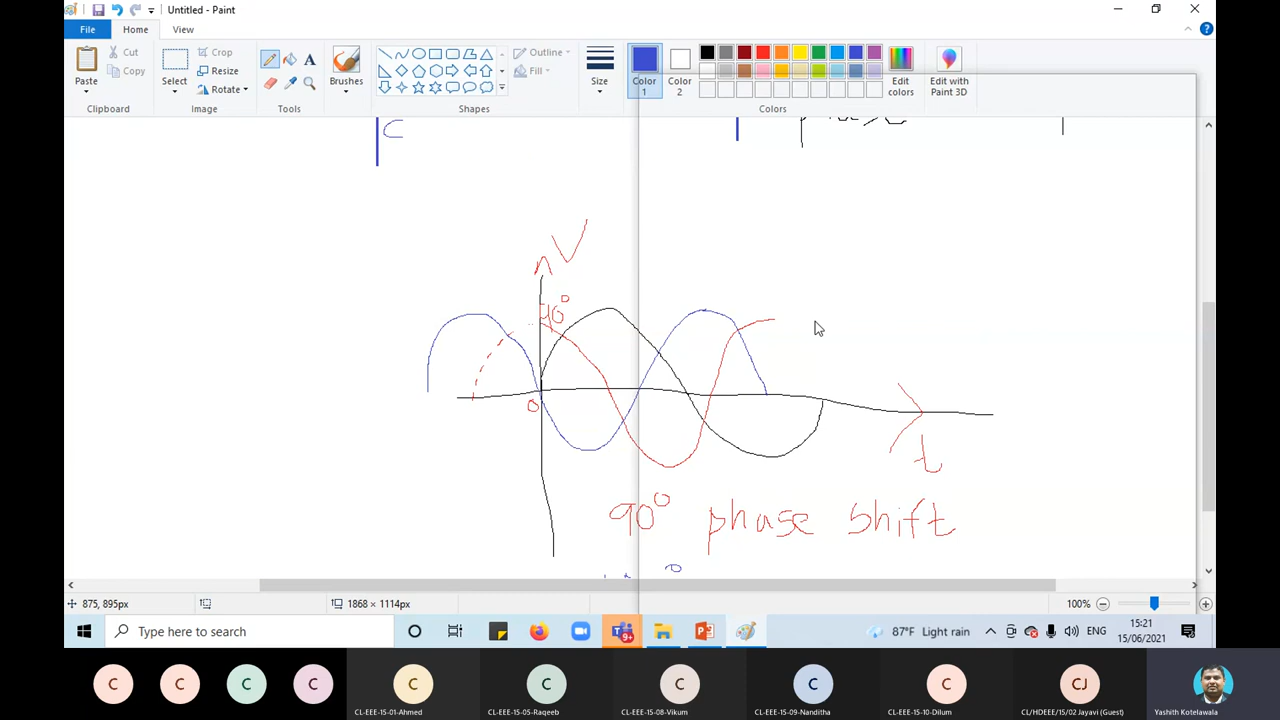 Untitled - Paint
File Home View
Paste Cut Copy Select Crop Resize Rotate Brushes Outline Fill Size Color 1 Color 2 Edit colors Edit with Paint 3D
Clipboard Image Tools Shapes Colors
C
V
90°
0
t
90° phase shift
875, 895px 1868 × 1114px 100%
Type here to search 9+ 87°F Light rain ENG 15:21 15/06/2021
C C C C C C C C C CJ
CL-EEE-15-01-Ahmed CL-EEE-15-05-Raqeeb CL-EEE-15-08-Vikum CL-EEE-15-09-Nanditha CL-EEE-15-10-Dilum CL/HDEEE/15/02 Jayavi (Guest) Yashith Kotelawala